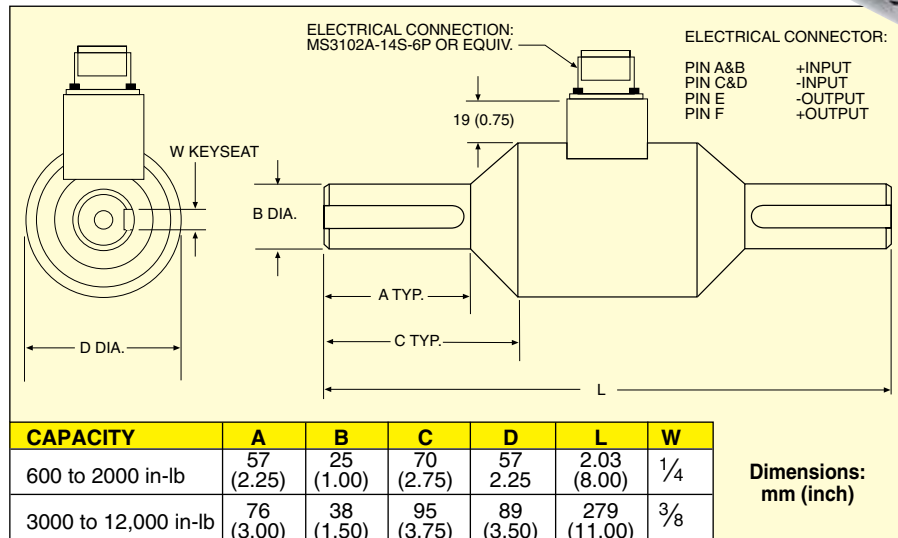 ELECTRICAL CONNECTION:
MS3102A-14S-6P OR EQUIV.
ELECTRICAL CONNECTOR:
PIN A&B +INPUT
PIN C&D -INPUT
PIN E -OUTPUT
PIN F +OUTPUT
19 (0.75)
W KEYSEAT
B DIA.
A TYP.
C TYP.
D DIA.
L
CAPACITY A B C D L W
600 to 2000 in-lb 57 (2.25) 25 (1.00) 70 (2.75) 57 2.25 2.03 (8.00) 1/4
3000 to 12,000 in-lb 76 (3.00) 38 (1.50) 95 (3.75) 89 (3.50) 279 (11.00) 3/8
Dimensions:
mm (inch)